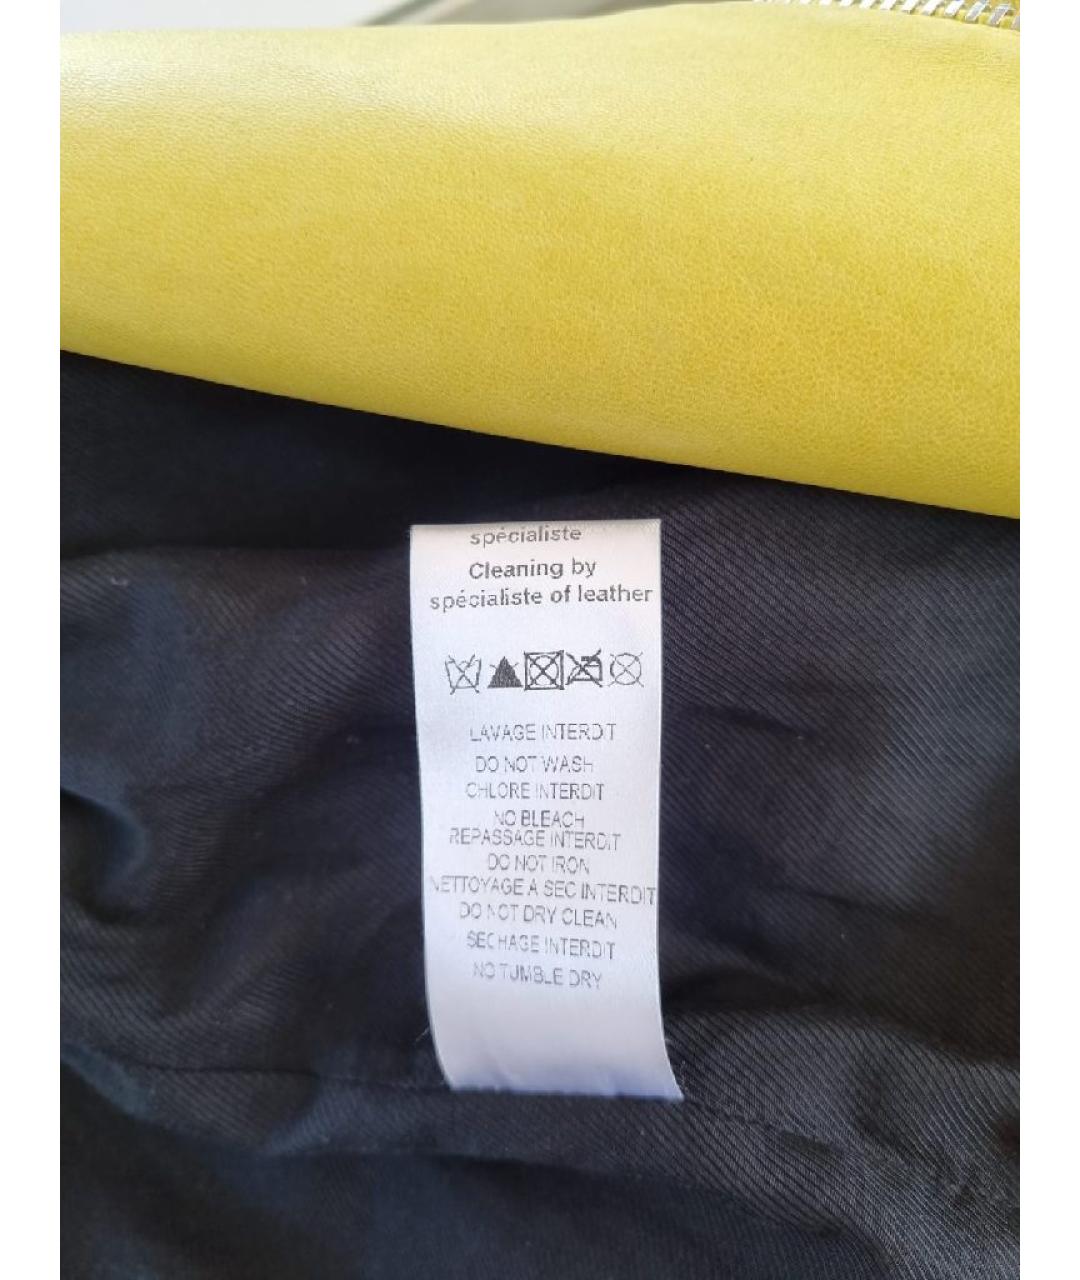 spécialiste
Cleaning by
spécialiste of leather
LAVAGE INTERDIT
DO NOT WASH
CHLORE INTERDIT
NO BLEACH
REPASSAGE INTERDIT
DO NOT IRON
NETTOYAGE A SEC INTERDIT
DO NOT DRY CLEAN
SECHAGE INTERDIT
NO TUMBLE DRY